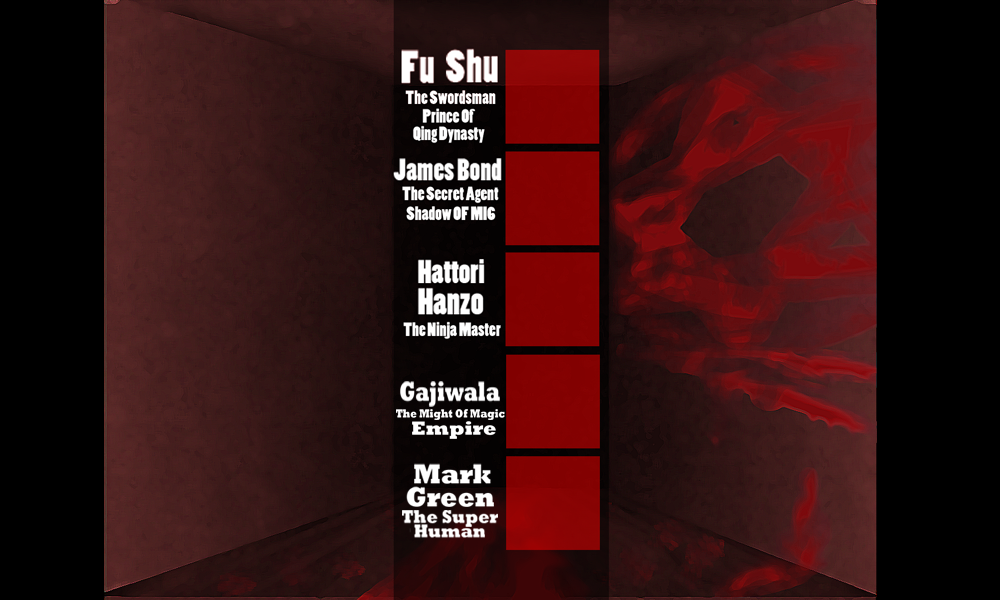 Fu Shu
The Swordsman
Prince Of
Qing Dynasty
James Bond
The Secret Agent
Shadow OF MI6
Hattori
Hanzo
The Ninja Master
Gajiwala
The Might Of Magic
Empire
Mark
Green
The Super
Human